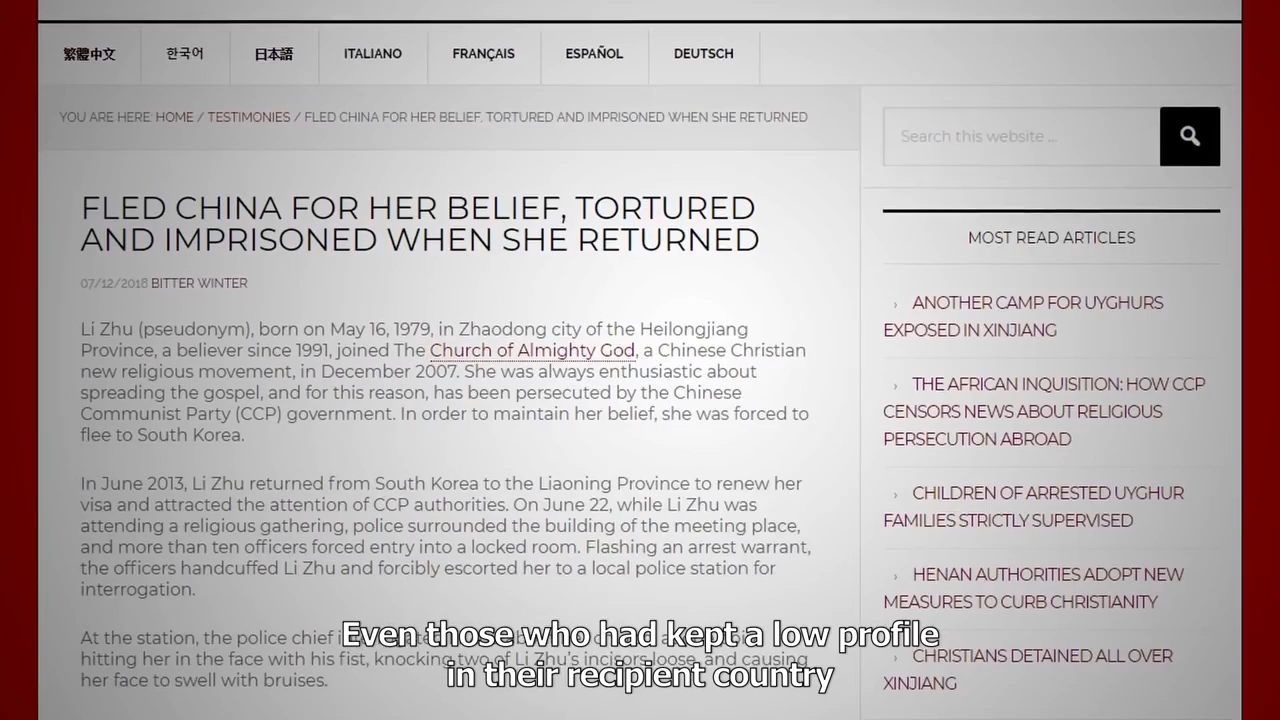 繁體中文
한국어
日本語
ITALIANO
FRANÇAIS
ESPAÑOL
DEUTSCH
YOU ARE HERE: HOME / TESTIMONIES / FLED CHINA FOR HER BELIEF, TORTURED AND IMPRISONED WHEN SHE RETURNED
FLED CHINA FOR HER BELIEF, TORTURED
AND IMPRISONED WHEN SHE RETURNED
07/12/2018 BITTER WINTER
Li Zhu (pseudonym), born on May 16, 1979, in Zhaodong city of the Heilongjiang
Province, a believer since 1991, joined The Church of Almighty God, a Chinese Christian
new religious movement, in December 2007. She was always enthusiastic about
spreading the gospel, and for this reason, has been persecuted by the Chinese
Communist Party (CCP) government. In order to maintain her belief, she was forced to
flee to South Korea.
In June 2013, Li Zhu returned from South Korea to the Liaoning Province to renew her
visa and attracted the attention of CCP authorities. On June 22, while Li Zhu was
attending a religious gathering, police surrounded the building of the meeting place,
and more than ten officers forced entry into a locked room. Flashing an arrest warrant,
the officers handcuffed Li Zhu and forcibly escorted her to a local police station for
interrogation.
At the station, the police chief
hitting her in the face with his fist, knocking two of Li Zhu's incisors loose, and causing
her face to swell with bruises.
Search this website ...
MOST READ ARTICLES
› ANOTHER CAMP FOR UYGHURS
EXPOSED IN XINJIANG
› THE AFRICAN INQUISITION: HOW CCP
CENSORS NEWS ABOUT RELIGIOUS
PERSECUTION ABROAD
› CHILDREN OF ARRESTED UYGHUR
FAMILIES STRICTLY SUPERVISED
› HENAN AUTHORITIES ADOPT NEW
MEASURES TO CURB CHRISTIANITY
› CHRISTIANS DETAINED ALL OVER
XINJIANG
Even those who had kept a low profile
in their recipient country